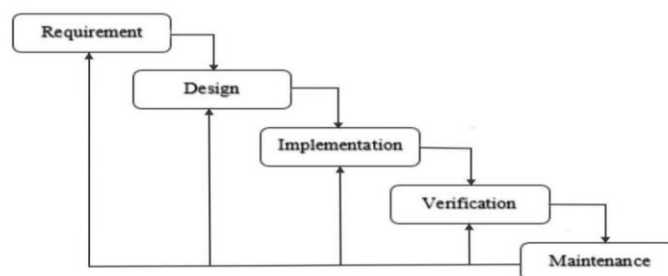 Requirement
Design
Implementation
Verification
Maintenance